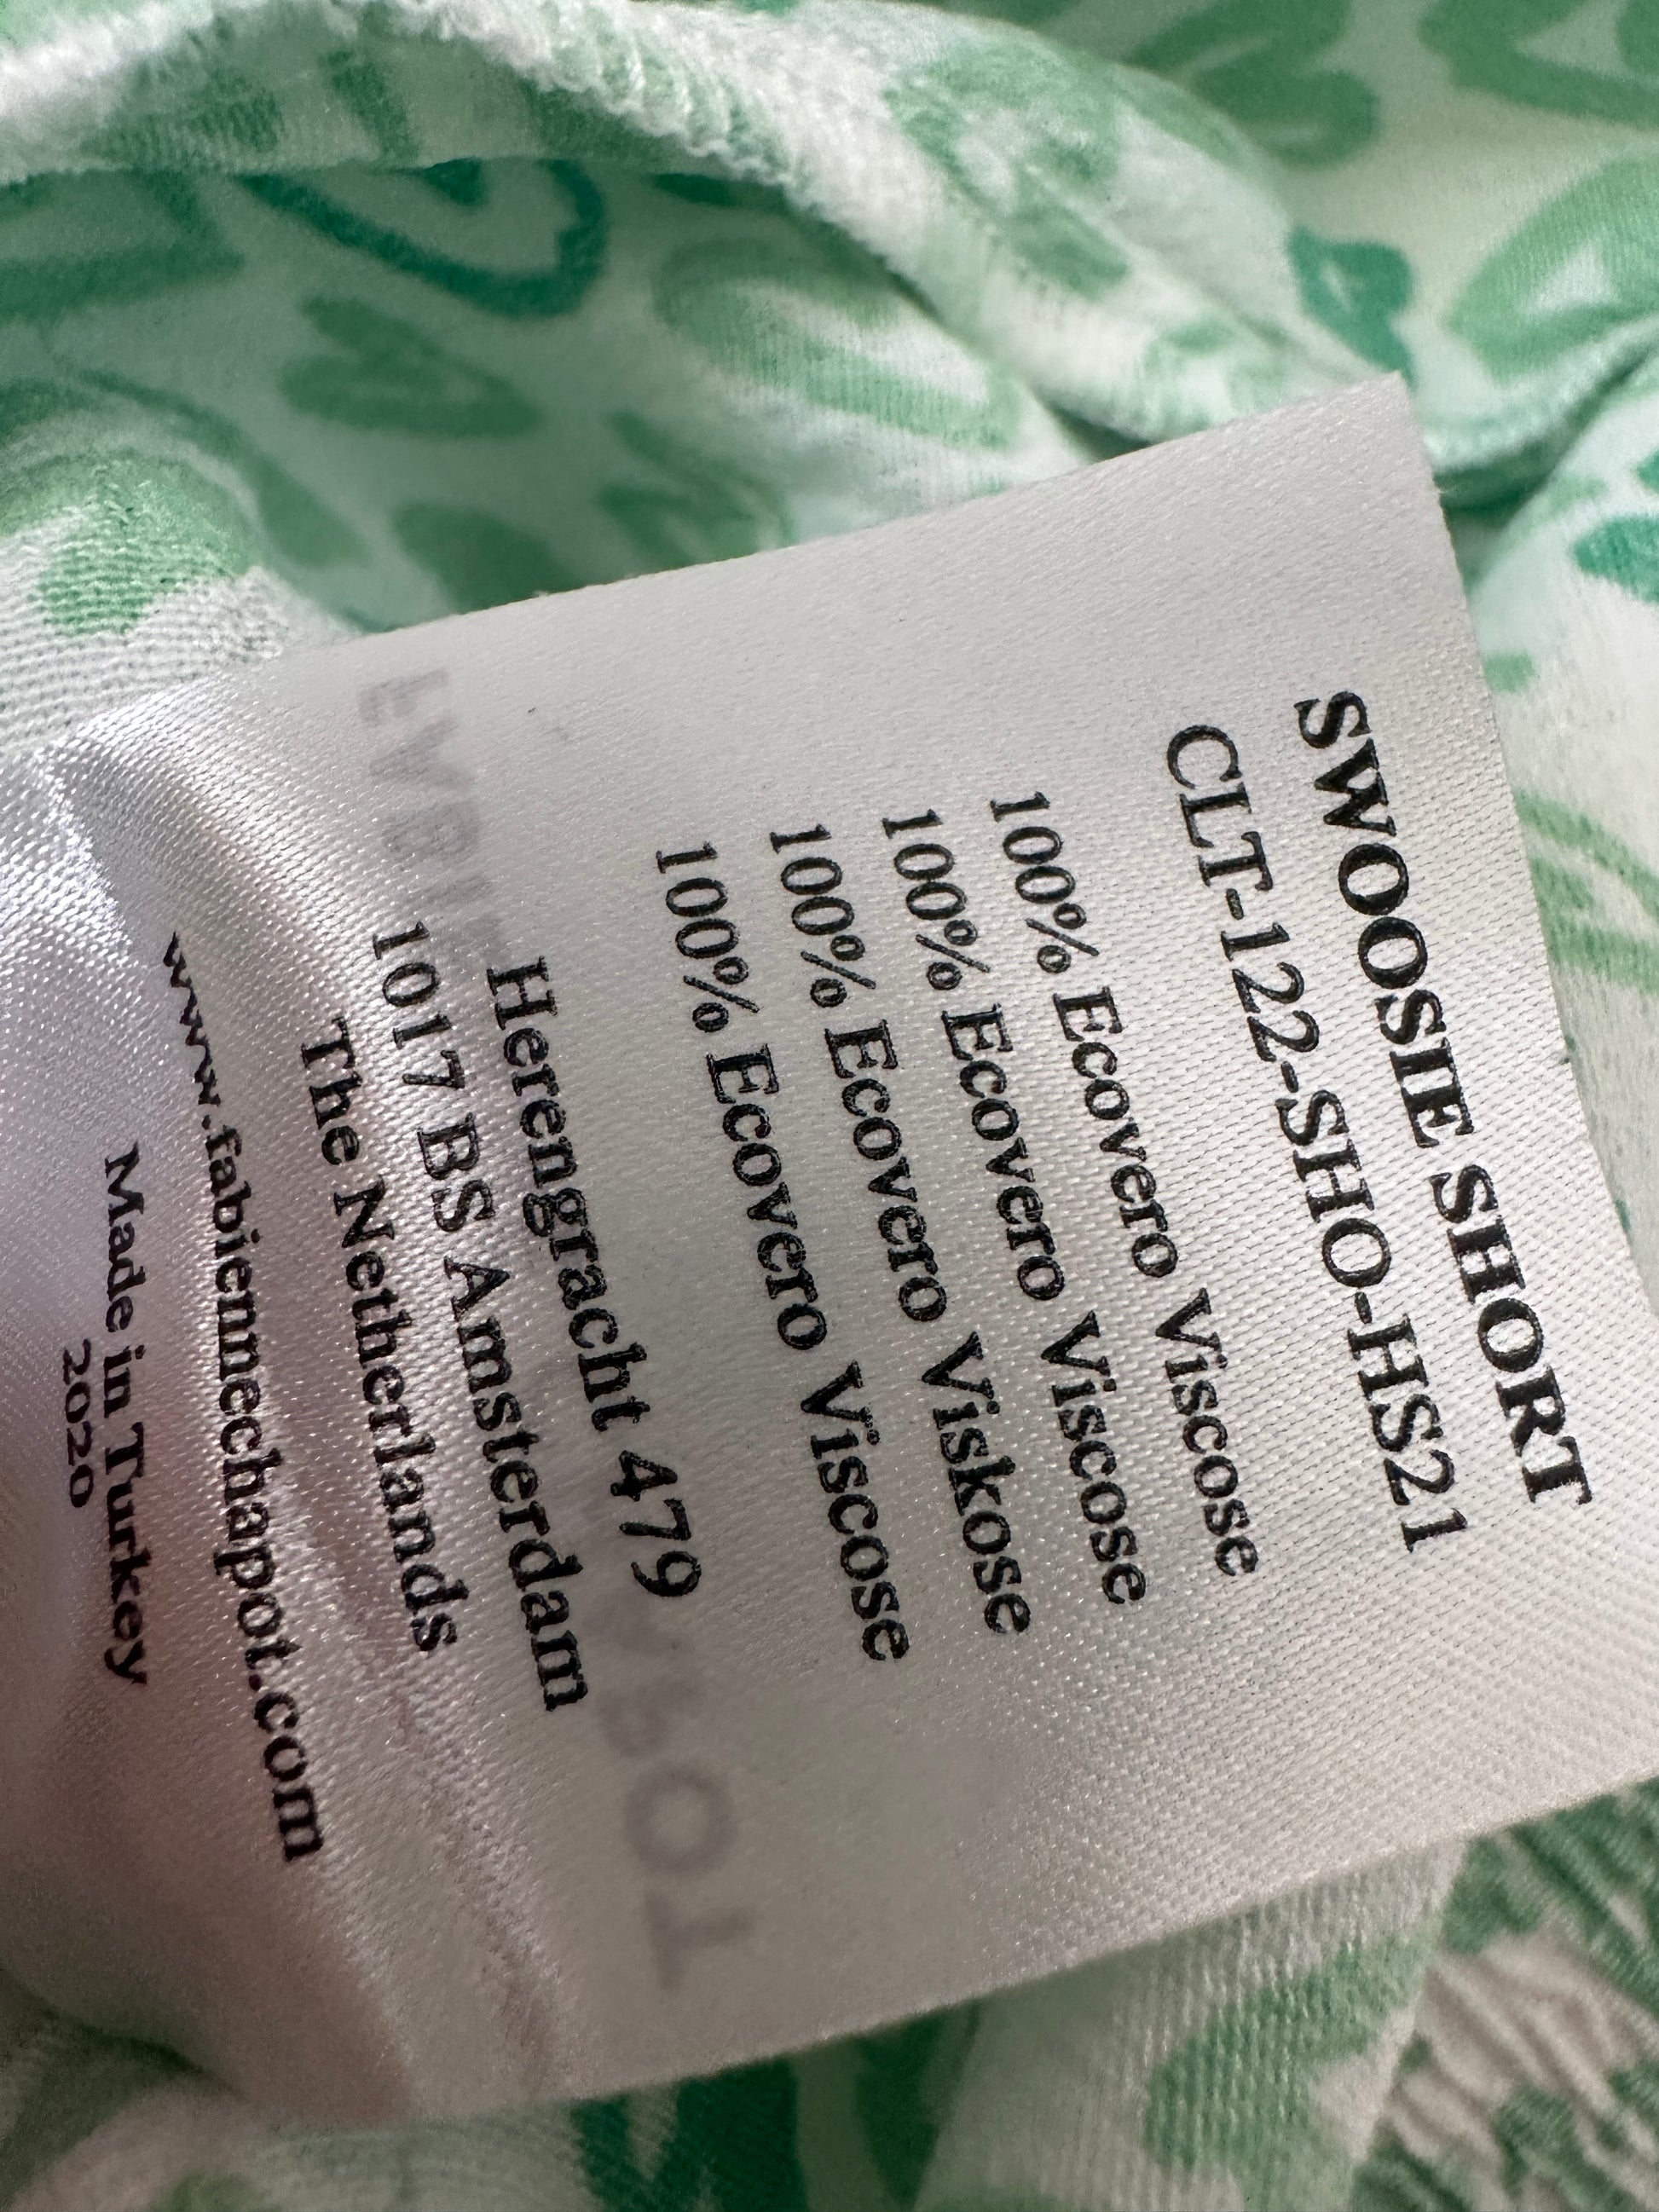 SWOOSIE SHORT
CLT-122-SHO-HS21
100% Ecovero Viscose
100% Ecovero Viscose
100% Ecovero Viskose
100% Ecovero Viscose
Herengracht 479
1017 BS Amsterdam
The Netherlands
www.fabiennechapot.com
Made in Turkey
2020